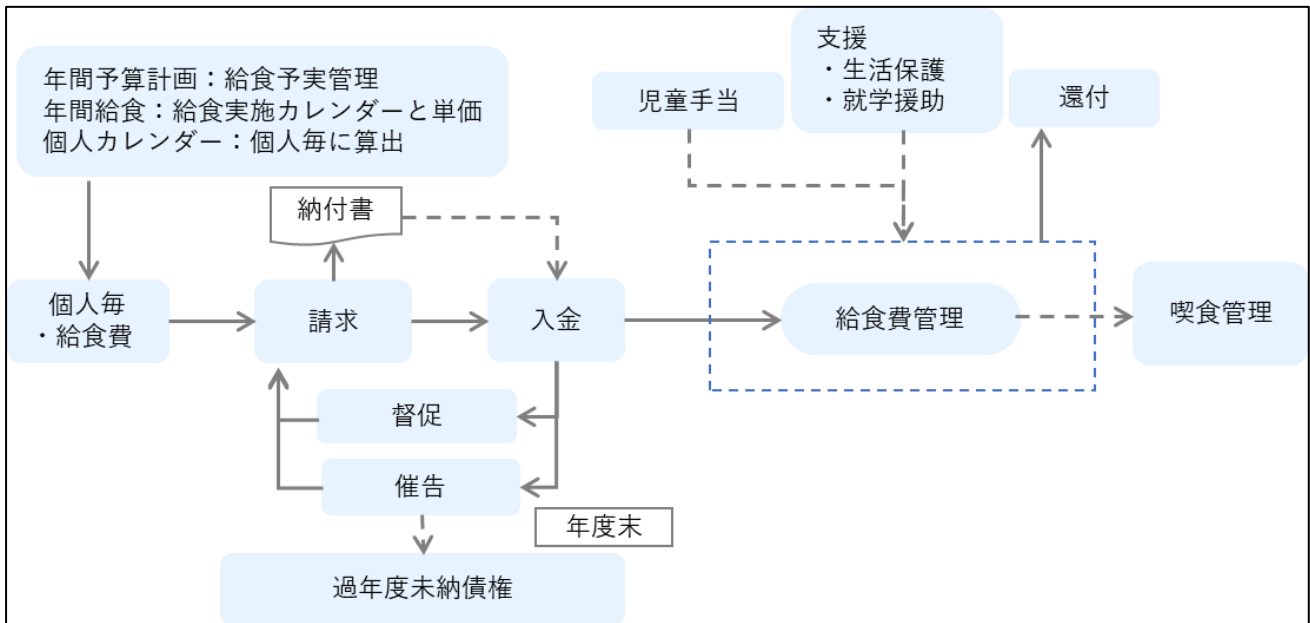 年間予算計画：給食予実管理
年間給食：給食実施カレンダーと単価
個人カレンダー：個人毎に算出
児童手当
支援
・生活保護
・就学援助
還付
納付書
個人毎
・給食費
請求
入金
給食費管理
喫食管理
督促
催告
年度末
過年度未納債権